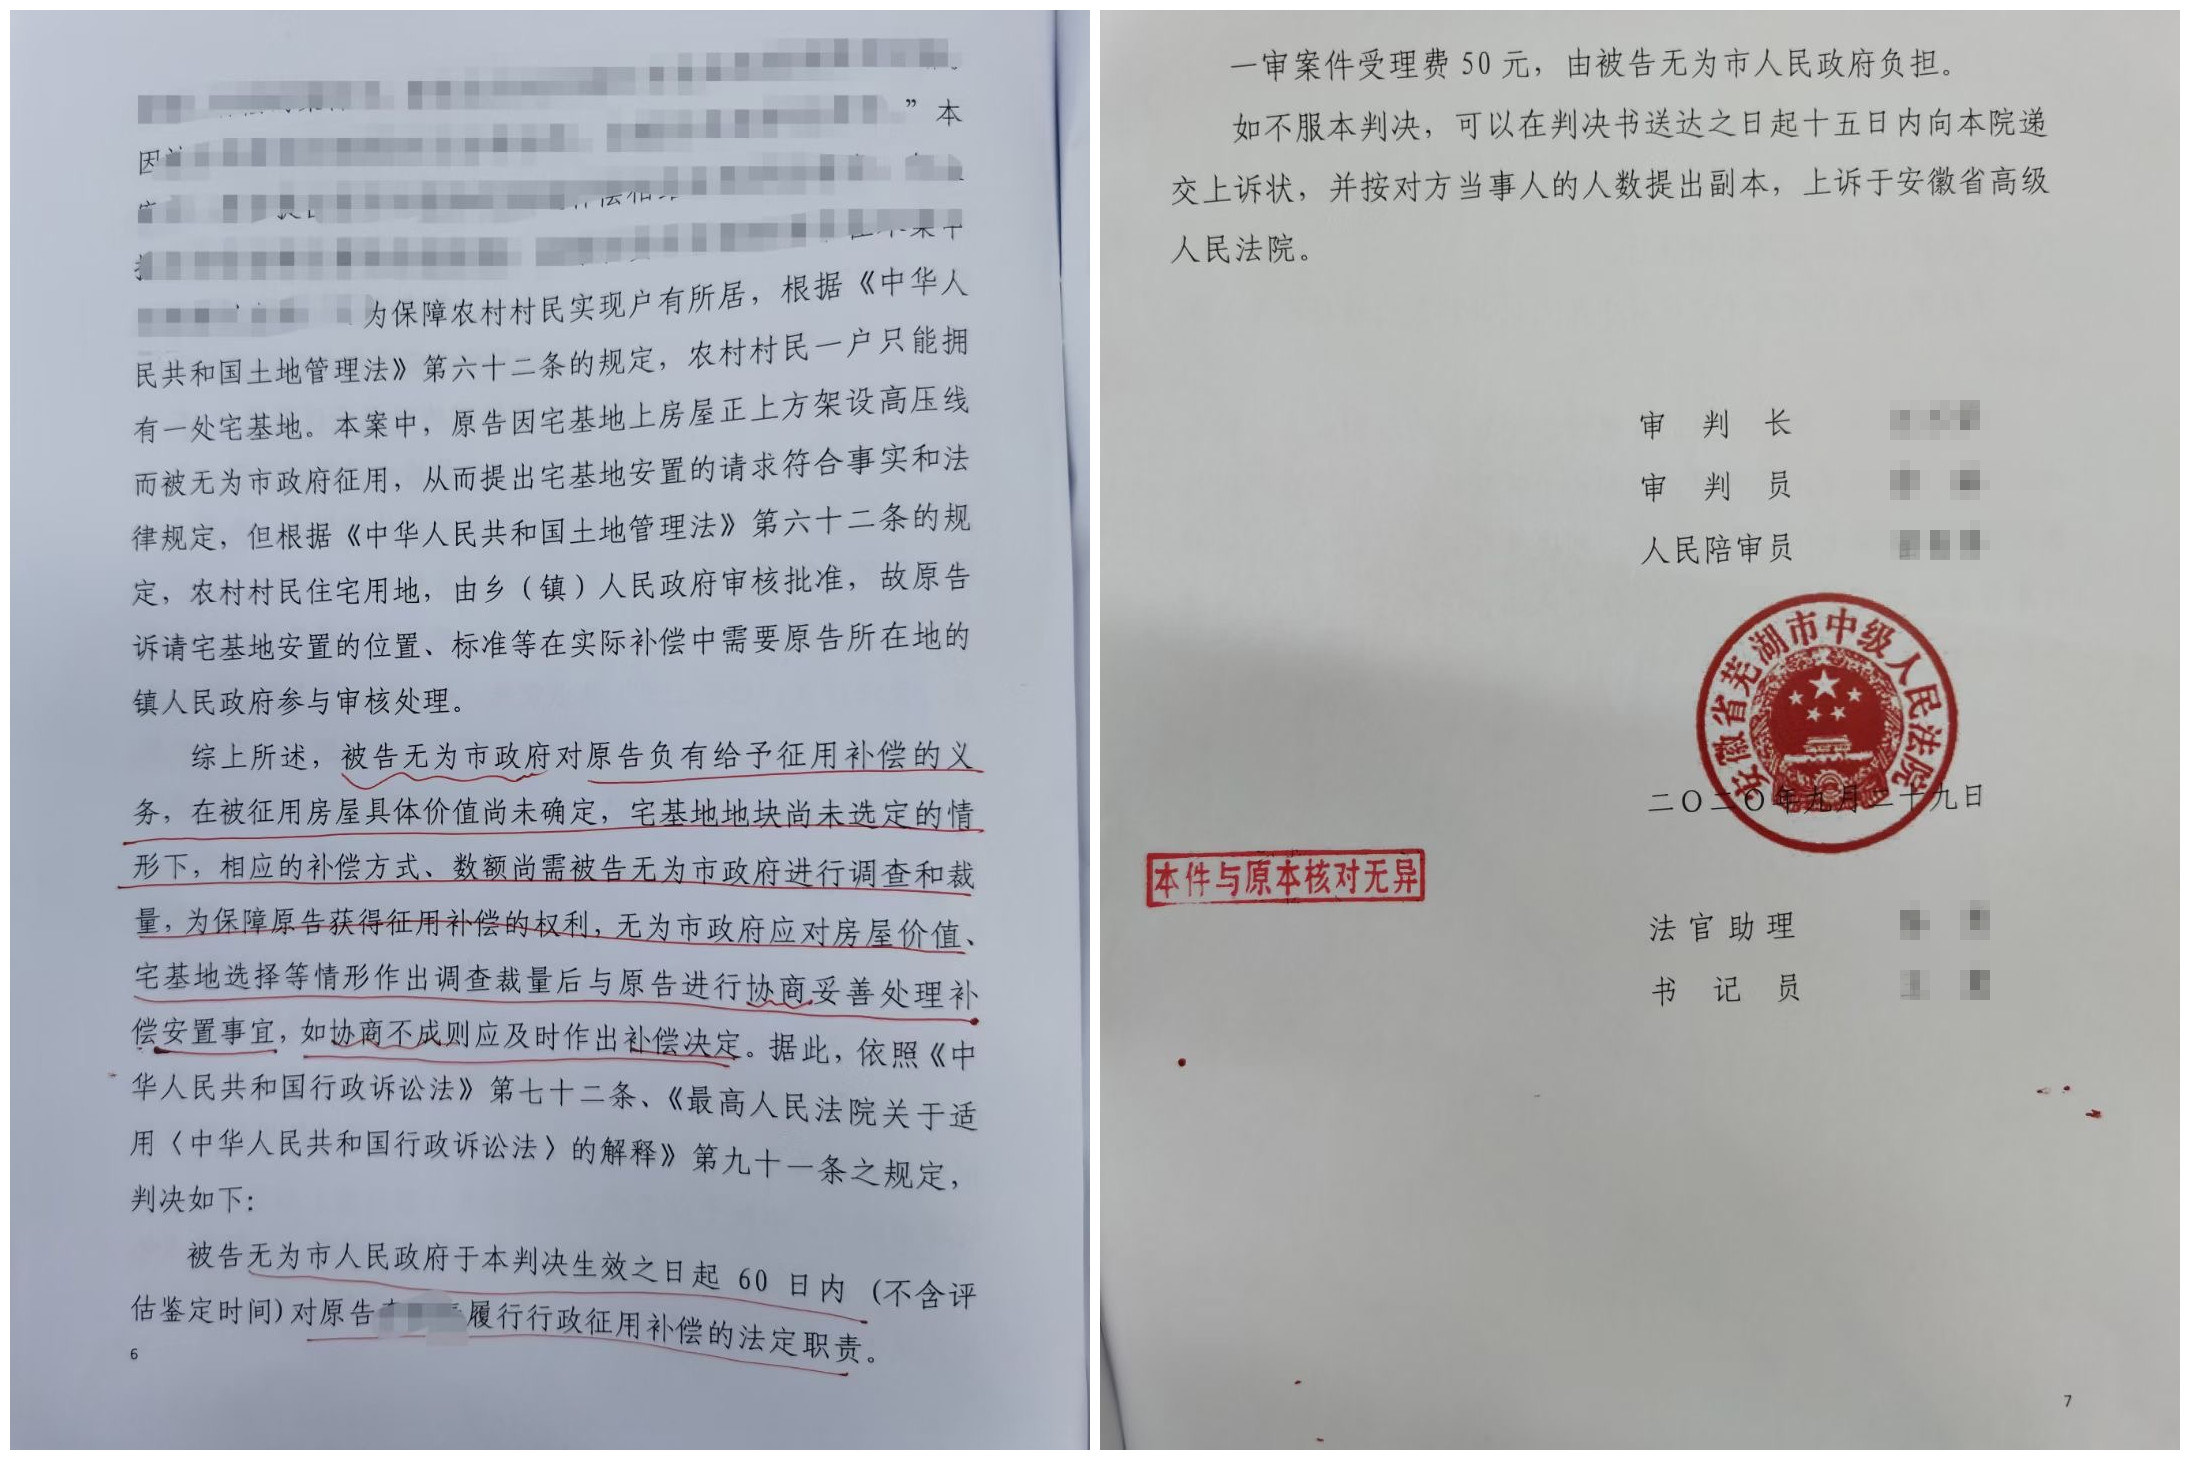 ” 本
为保障农村村民实现户有所居，根据《中华人
民共和国土地管理法》第六十二条的规定，农村村民一户只能拥
有一处宅基地。本案中，原告因宅基地上房屋正上方架设高压线
而被无为市政府征用，从而提出宅基地安置的请求符合事实和法
律规定，但根据《中华人民共和国土地管理法》第六十二条的规
定，农村村民住宅用地，由乡（镇）人民政府审核批准，故原告
诉请宅基地安置的位置、标准等在实际补偿中需要原告所在地的
镇人民政府参与审核处理。
综上所述，被告无为市政府对原告负有给予征用补偿的义
务，在被征用房屋具体价值尚未确定，宅基地地块尚未选定的情
形下，相应的补偿方式、数额尚需被告无为市政府进行调查和裁
量，为保障原告获得征用补偿的权利，无为市政府应对房屋价值、
宅基地选择等情形作出调查裁量后与原告进行协商妥善处理补
偿安置事宜，如协商不成则应及时作出补偿决定。据此，依照《中
华人民共和国行政诉讼法》第七十二条、《最高人民法院关于适
用〈中华人民共和国行政诉讼法〉的解释》第九十一条之规定，
判决如下：
被告无为市人民政府于本判决生效之日起 60 日内（不含评
估鉴定时间）对原告履行行政征用补偿的法定职责。
6
一审案件受理费 50 元，由被告无为市人民政府负担。
如不服本判决，可以在判决书送达之日起十五日内向本院递
交上诉状，并按对方当事人的人数提出副本，上诉于安徽省高级
人民法院。
审 判 长
审 判 员
人民陪审员
安徽省芜湖市中级人民法院
二〇二〇年九月二十九日
本件与原本核对无异
法官助理
书 记 员
7